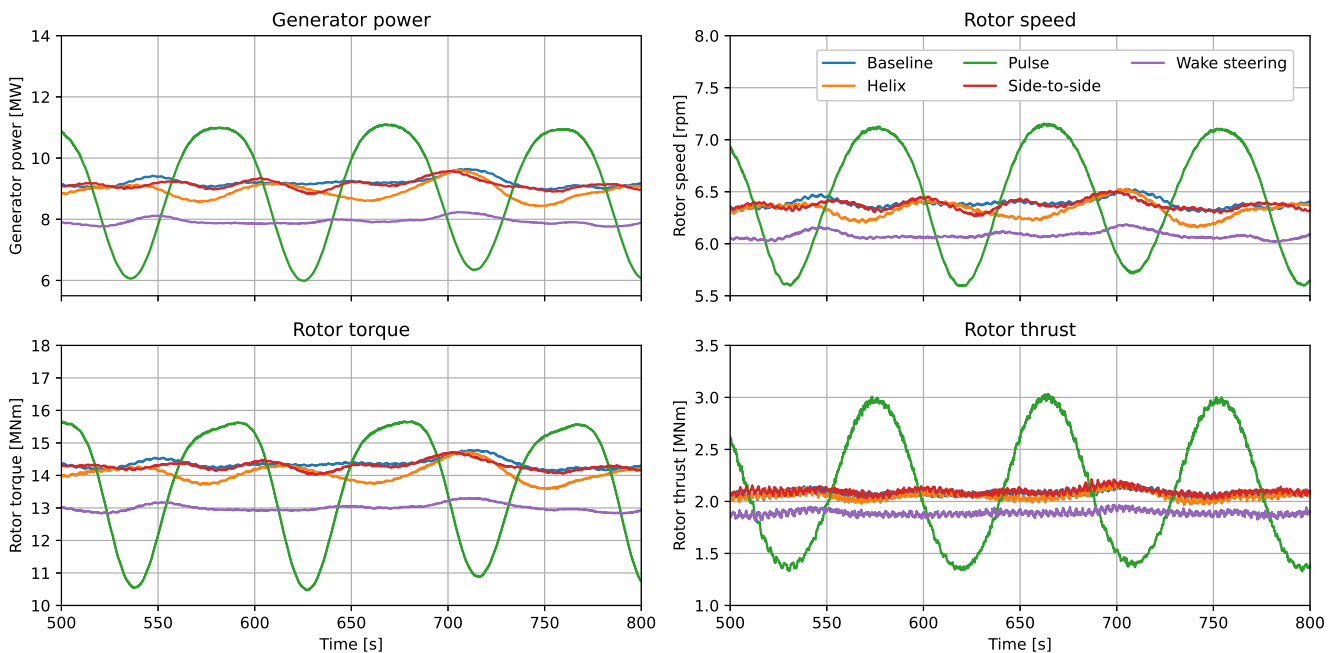 Generator power
Generator power [MW]
14
12
10
8
6
Rotor speed
Rotor speed [rpm]
8.0
7.5
7.0
6.5
6.0
5.5
Baseline
Helix
Pulse
Side-to-side
Wake steering
Rotor torque
Rotor torque [MNm]
18
17
16
15
14
13
12
11
10
500 550 600 650 700 750 800
Time [s]
Rotor thrust
Rotor thrust [MNm]
3.5
3.0
2.5
2.0
1.5
1.0
500 550 600 650 700 750 800
Time [s]